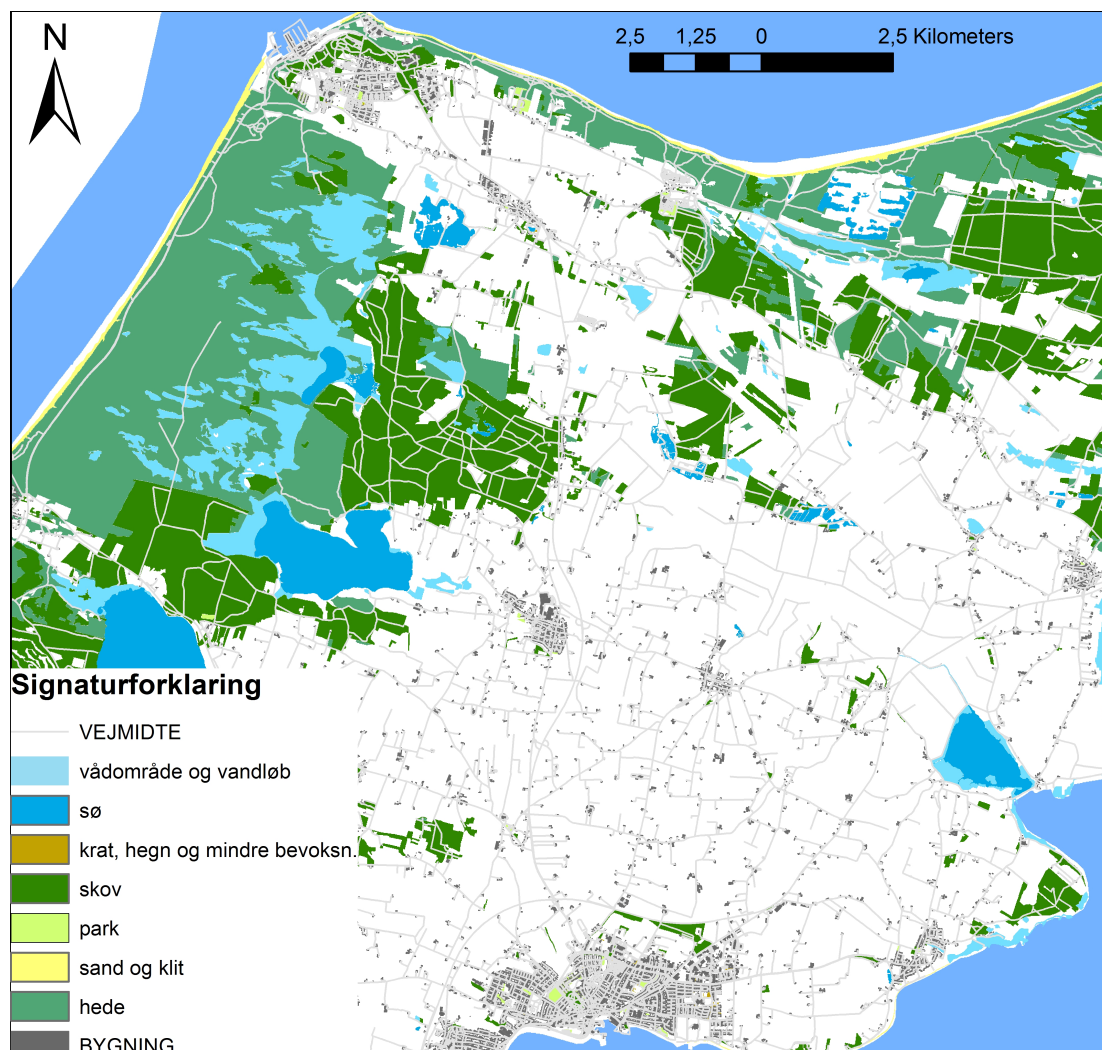 N
2,5 1,25 0 2,5 Kilometers
Signaturforklaring
VEJMIDTE
vådområde og vandløb
sø
krat, hegn og mindre bevoksn.
skov
park
sand og klit
hede
BYGNING